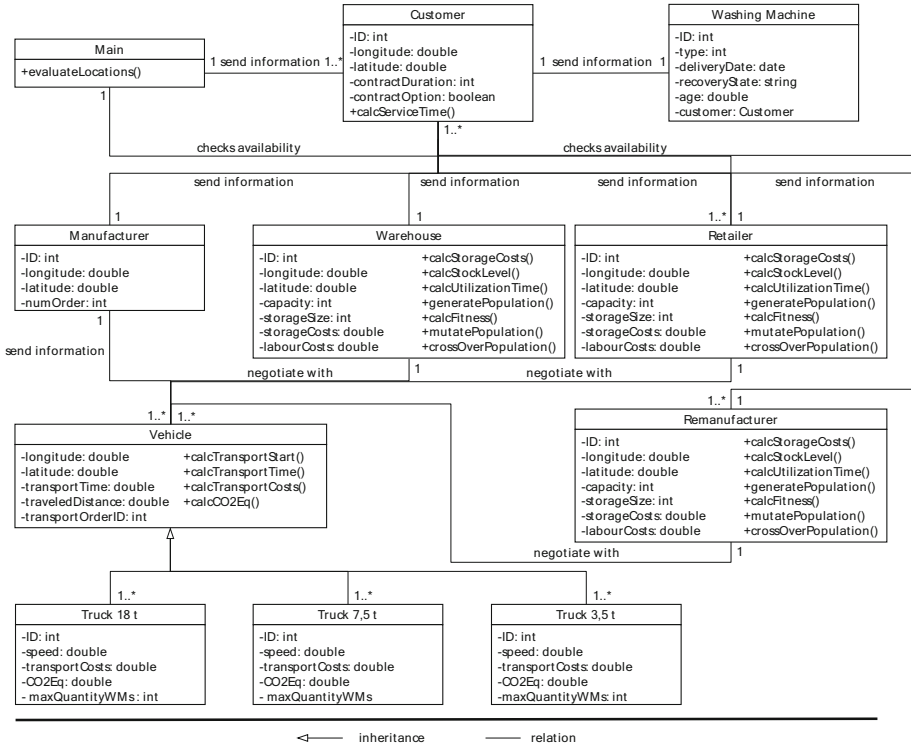 Customer
-ID: int
-longitude: double
-latitude: double
-contractDuration: int
-contractOption: boolean
+calcServiceTime()
Washing Machine
-ID: int
-type: int
-deliveryDate: date
-recoveryState: string
-age: double
-customer: Customer
Main
+evaluateLocations()
1 send information 1..*
1 send information 1
1
1..*
checks availability
checks availability
send information
send information
send information
send information
1
1
1..*
1
Manufacturer
-ID: int
-longitude: double
-latitude: double
-numOrder: int
Warehouse
-ID: int +calcStorageCosts()
-longitude: double +calcStockLevel()
-latitude: double +calcUtilizationTime()
-capacity: int +generatePopulation()
-storageSize: int +calcFitness()
-storageCosts: double +mutatePopulation()
-labourCosts: double +crossOverPopulation()
Retailer
-ID: int +calcStorageCosts()
-longitude: double +calcStockLevel()
-latitude: double +calcUtilizationTime()
-capacity: int +generatePopulation()
-storageSize: int +calcFitness()
-storageCosts: double +mutatePopulation()
-labourCosts: double +crossOverPopulation()
1
send information
negotiate with
1
negotiate with
1
1..*
1..*
1..*
1
Vehicle
-longitude: double +calcTransportStart()
-latitude: double +calcTransportTime()
-transportTime: double +calcTransportCosts()
-traveledDistance: double +calcCO2Eq()
-transportOrderID: int
Remanufacturer
-ID: int +calcStorageCosts()
-longitude: double +calcStockLevel()
-latitude: double +calcUtilizationTime()
-capacity: int +generatePopulation()
-storageSize: int +calcFitness()
-storageCosts: double +mutatePopulation()
-labourCosts: double +crossOverPopulation()
negotiate with
1
1..*
1..*
1..*
Truck 18 t
-ID: int
-speed: double
-transportCosts: double
-CO2Eq: double
- maxQuantityWMs: int
Truck 7,5 t
-ID: int
-speed: double
-transportCosts: double
-CO2Eq: double
- maxQuantityWMs
Truck 3,5 t
-ID: int
-speed: double
-transportCosts: double
-CO2Eq: double
-maxQuantityWMs: int
inheritance
relation